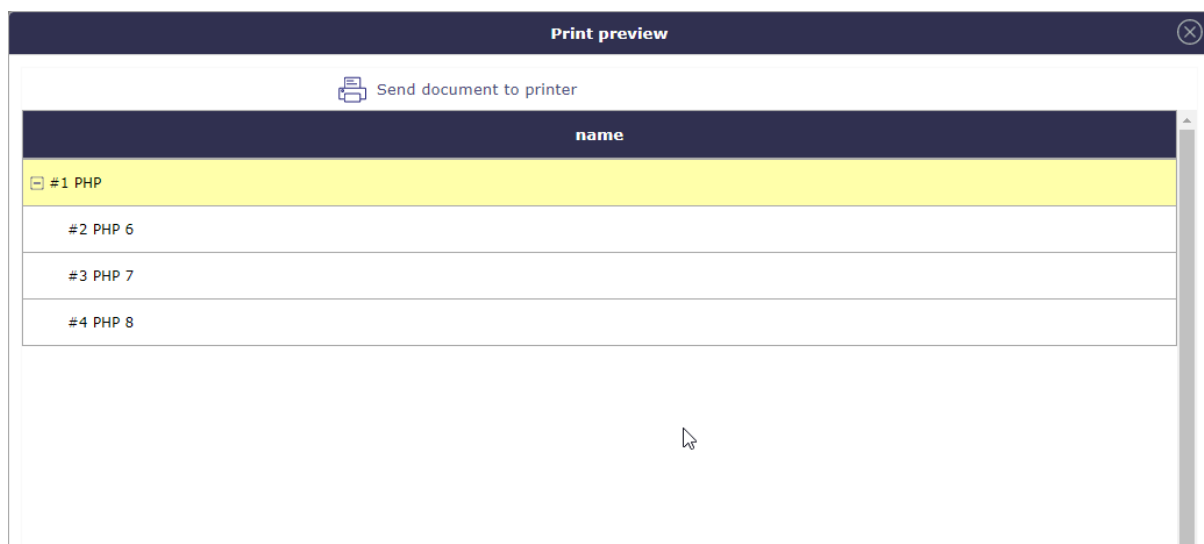 Print preview
Send document to printer
name
#1 PHP
#2 PHP 6
#3 PHP 7
#4 PHP 8